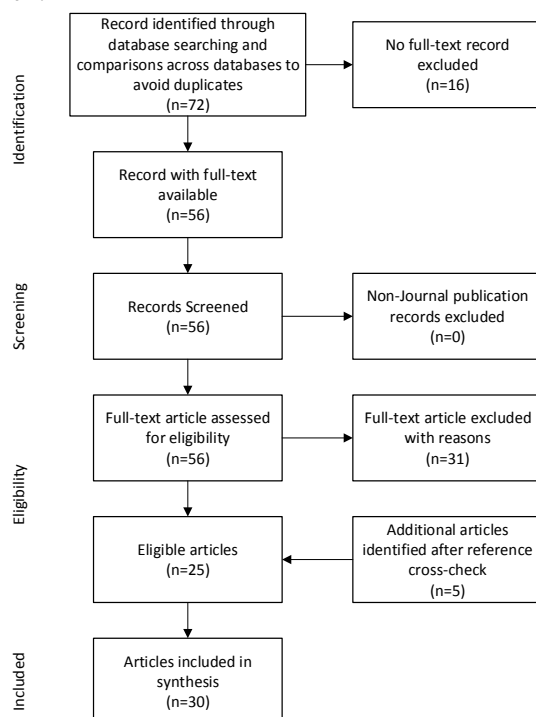 Record identified through
database searching and
comparisons across databases to
avoid duplicates
(n=72)
No full-text record
excluded
(n=16)
Identification
Record with full-text
available
(n=56)
Screening
Records Screened
(n=56)
Non-Journal publication
records excluded
(n=0)
Eligibility
Full-text article assessed
for eligibility
(n=56)
Full-text article excluded
with reasons
(n=31)
Eligible articles
(n=25)
Additional articles
identified after reference
cross-check
(n=5)
Included
Articles included in
synthesis
(n=30)